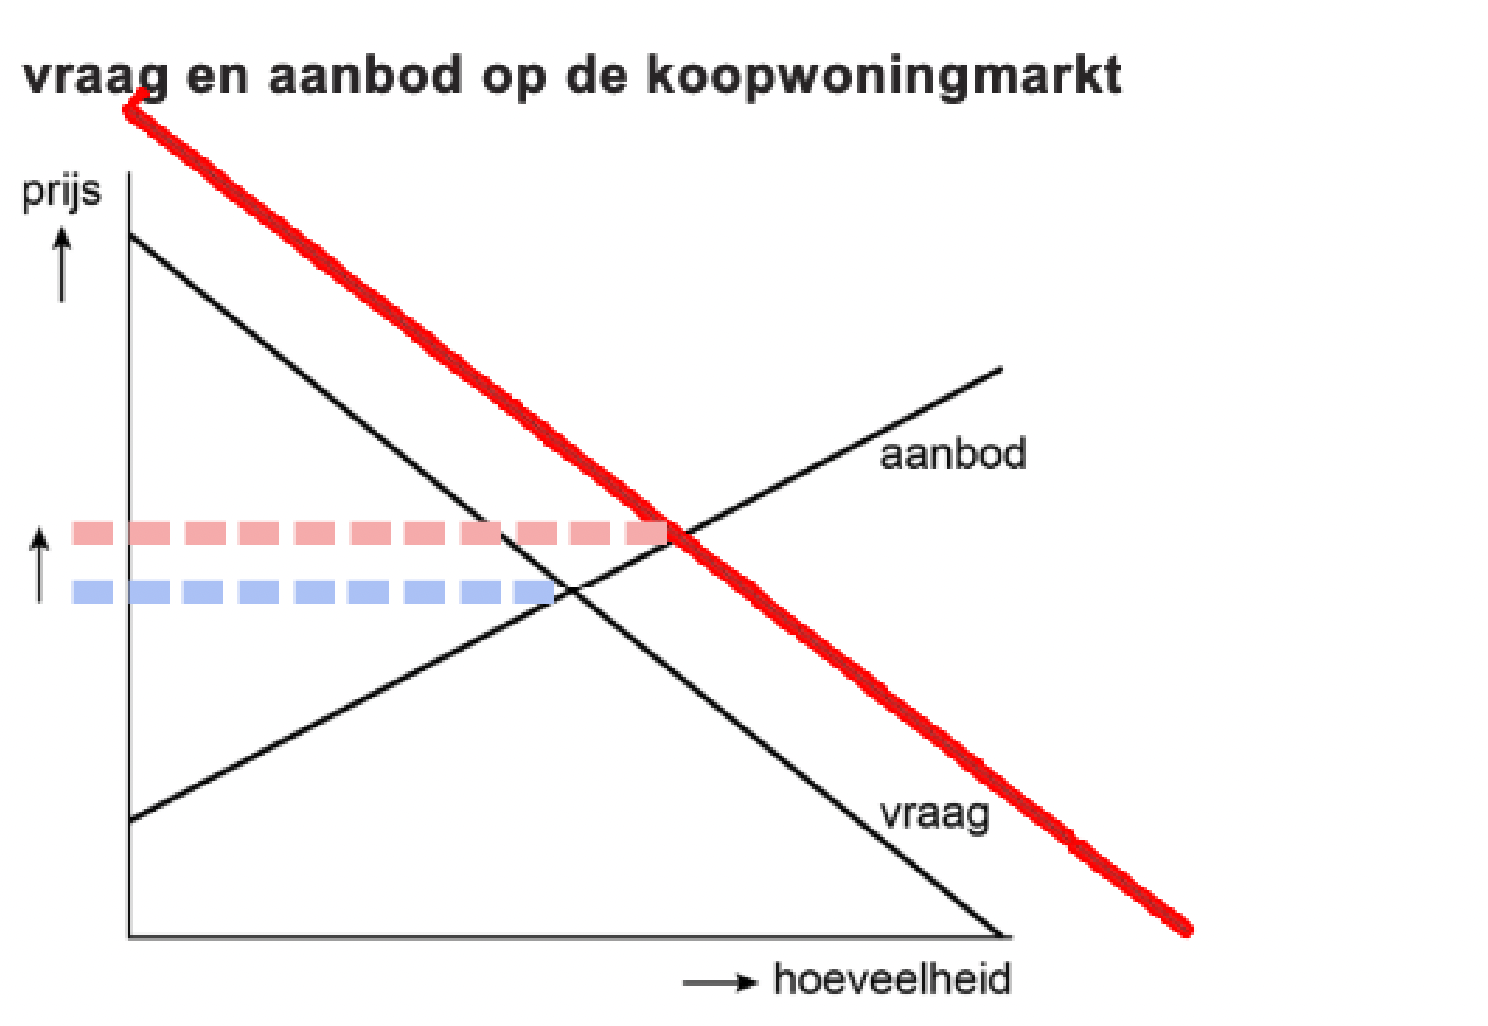 vraag en aanbod op de koopwoningmarkt
prijs
aanbod
vraag
hoeveelheid